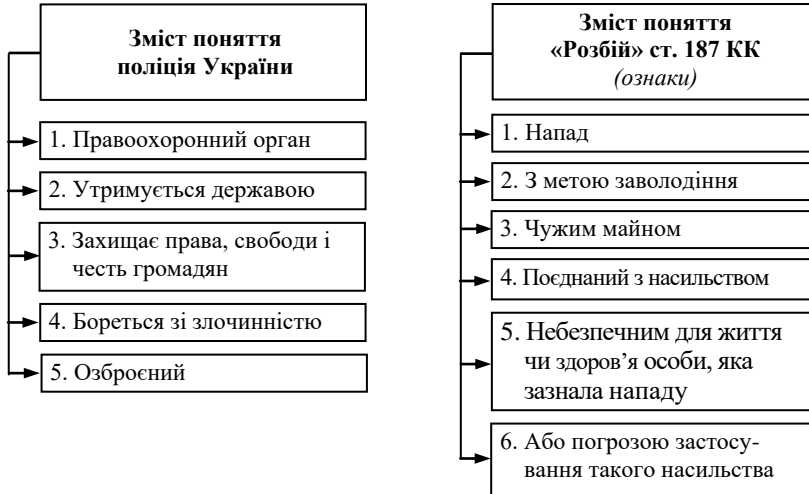 Зміст поняття
поліція України
1. Правоохоронний орган
2. Утримується державою
3. Захищає права, свободи і
честь громадян
4. Бореться зі злочинністю
5. Озброєний
Зміст поняття
«Розбій» ст. 187 КК
(ознаки)
1. Напад
2. З метою заволодіння
3. Чужим майном
4. Поєднаний з насильством
5. Небезпечним для життя
чи здоров’я особи, яка
зазнала нападу
6. Або погрозою застосу-
вання такого насильства